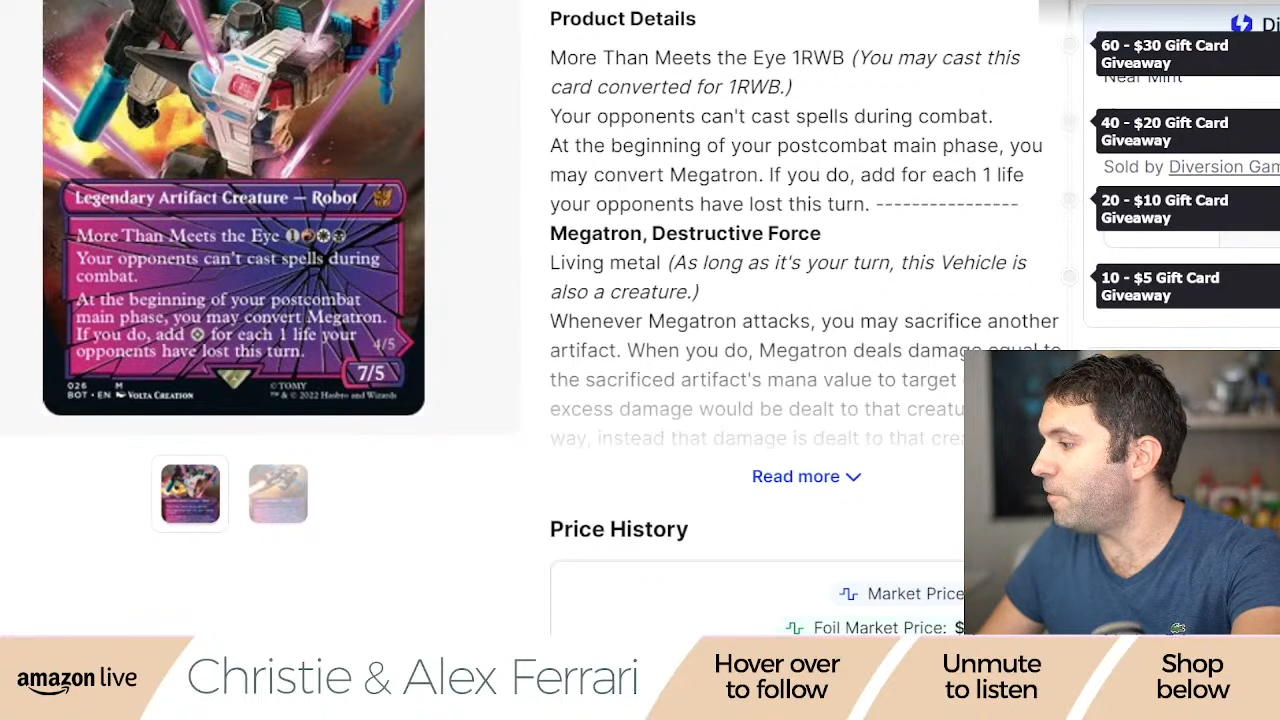 Legendary Artifact Creature — Robot
More Than Meets the Eye 1
Your opponents can't cast spells during
combat.
At the beginning of your postcombat
main phase, you may convert Megatron.
If you do, add for each 1 life your
opponents have lost this turn.
4/5
7/5
026 M
BOT • EN VOLTA CREATION
© TOMY
™ & © 2022 Hasbro and Wizards
Product Details
More Than Meets the Eye 1RWB (You may cast this
card converted for 1RWB.)
Your opponents can't cast spells during combat.
At the beginning of your postcombat main phase, you
may convert Megatron. If you do, add for each 1 life
your opponents have lost this turn. ----------------
Megatron, Destructive Force
Living metal (As long as it's your turn, this Vehicle is
also a creature.)
Whenever Megatron attacks, you may sacrifice another
artifact. When you do, Megatron deals damage equal to
the sacrificed artifact's mana value to target
excess damage would be dealt to that creatu
way, instead that damage is dealt to that crea
Read more
Price History
Market Price
Foil Market Price: $
Di
60 - $30 Gift Card
Giveaway
Near Mint
40 - $20 Gift Card
Giveaway
Sold by Diversion Gam
20 - $10 Gift Card
Giveaway
10 - $5 Gift Card
Giveaway
amazon live
Christie & Alex Ferrari
Hover over
to follow
Unmute
to listen
Shop
below